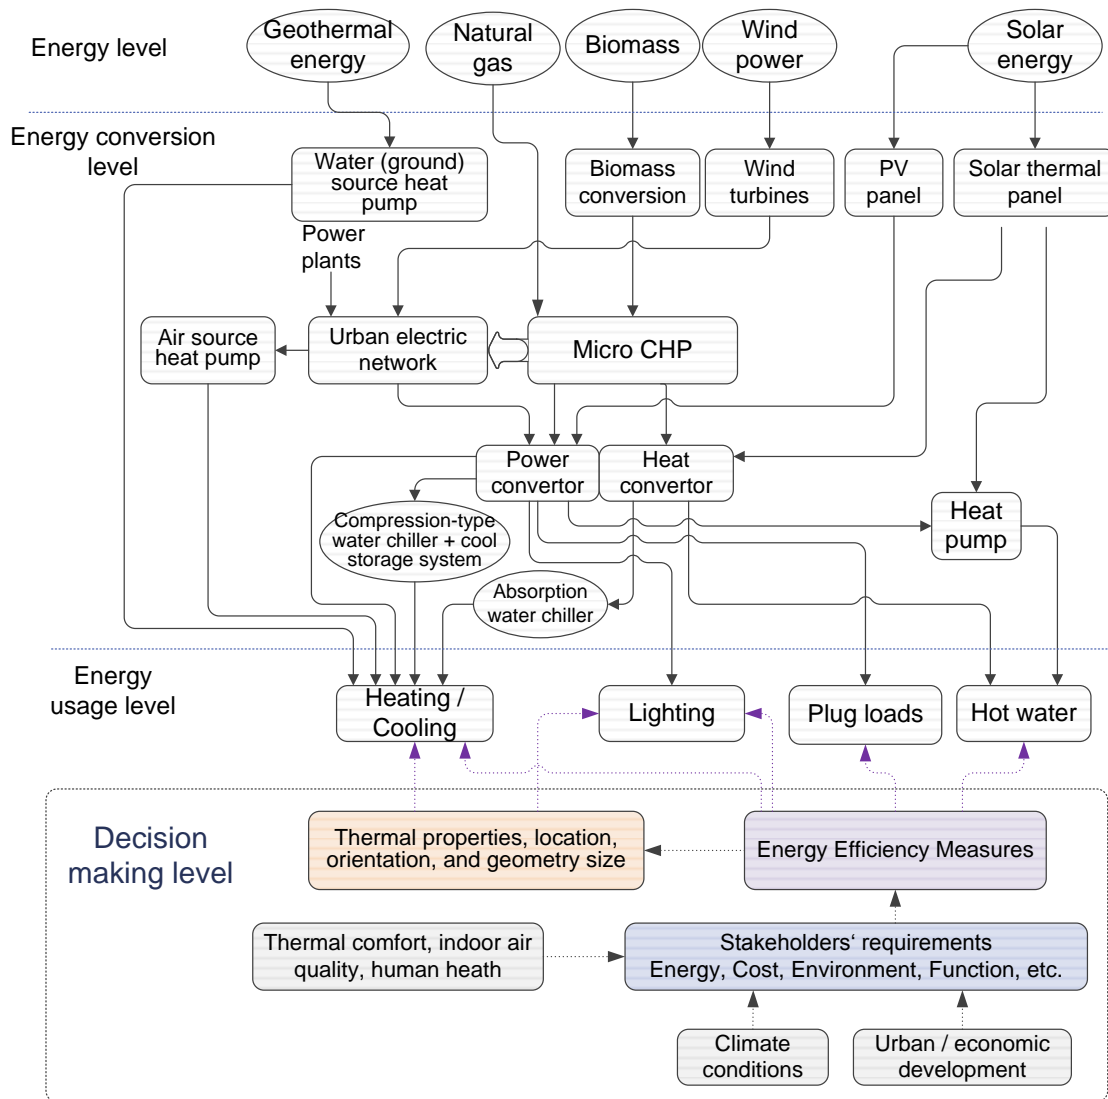 Energy level
Geothermal
energy
Natural
gas
Biomass
Wind
power
Solar
energy
Energy conversion
level
Water (ground)
source heat
pump
Biomass
conversion
Wind
turbines
PV
panel
Solar thermal
panel
Power
plants
Air source
heat pump
Urban electric
network
Micro CHP
Power
convertor
Heat
convertor
Compression-type
water chiller + cool
storage system
Heat
pump
Absorption
water chiller
Energy
usage level
Heating /
Cooling
Lighting
Plug loads
Hot water
Decision
making level
Thermal properties, location,
orientation, and geometry size
Energy Efficiency Measures
Thermal comfort, indoor air
quality, human heath
Stakeholders‘ requirements
Energy, Cost, Environment, Function, etc.
Climate
conditions
Urban / economic
development